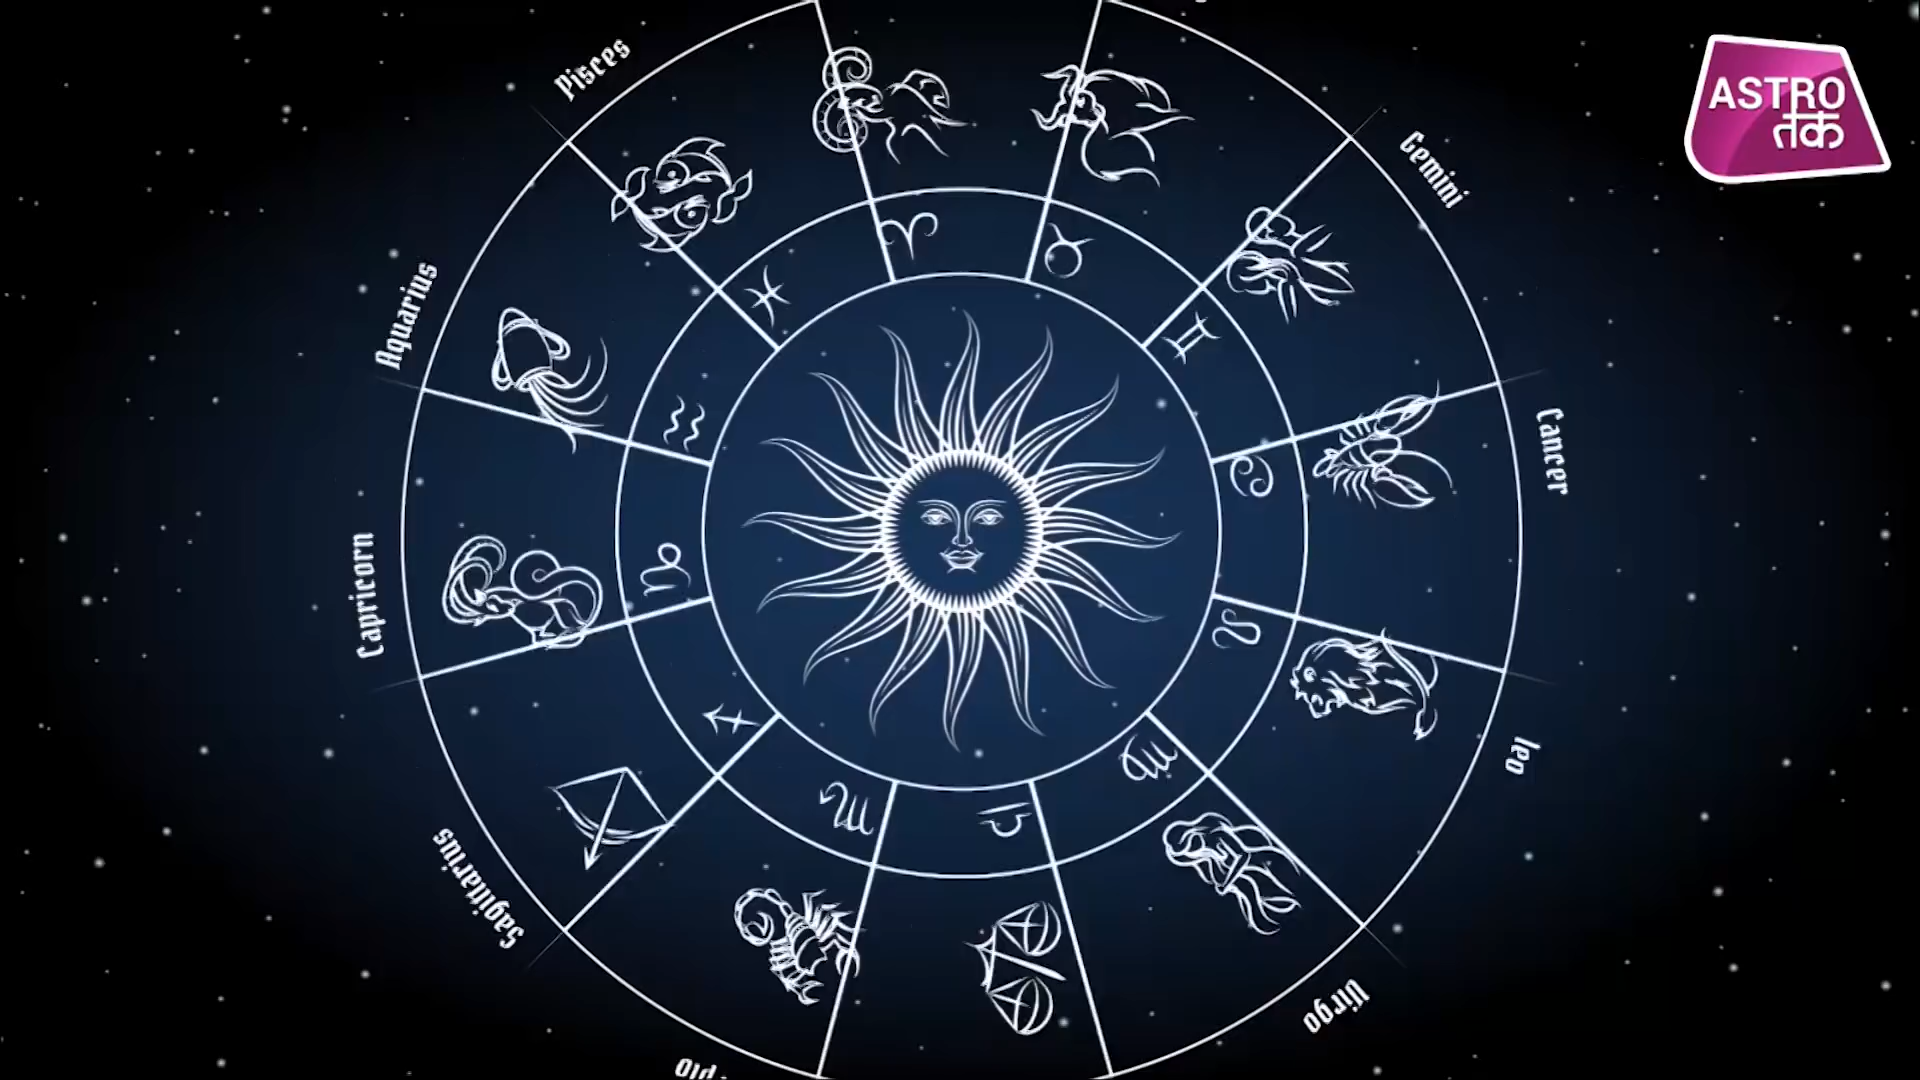 ASTRO
तक
Pisces
Gemini
Aquarius
Cancer
Capricorn
leo
Sagittarius
Virgo